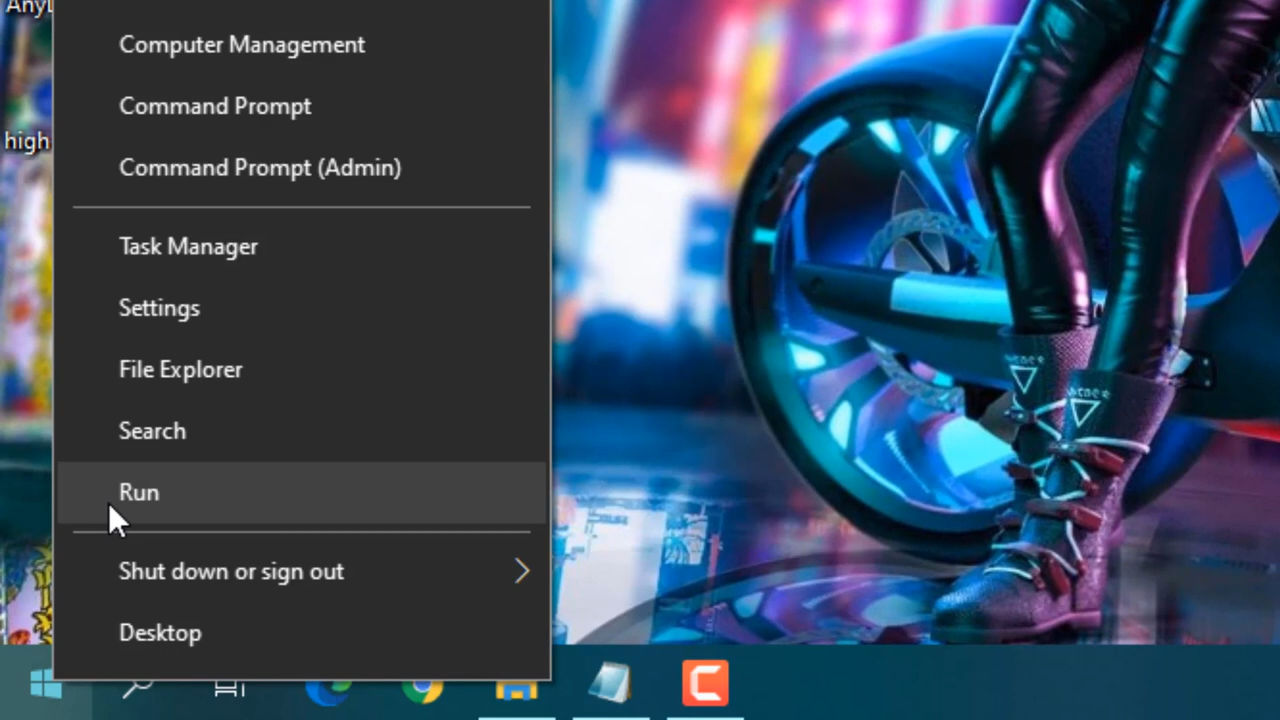 Computer Management
Command Prompt
high
Command Prompt (Admin)
Task Manager
Settings
File Explorer
Search
Run
Shut down or sign out
Desktop